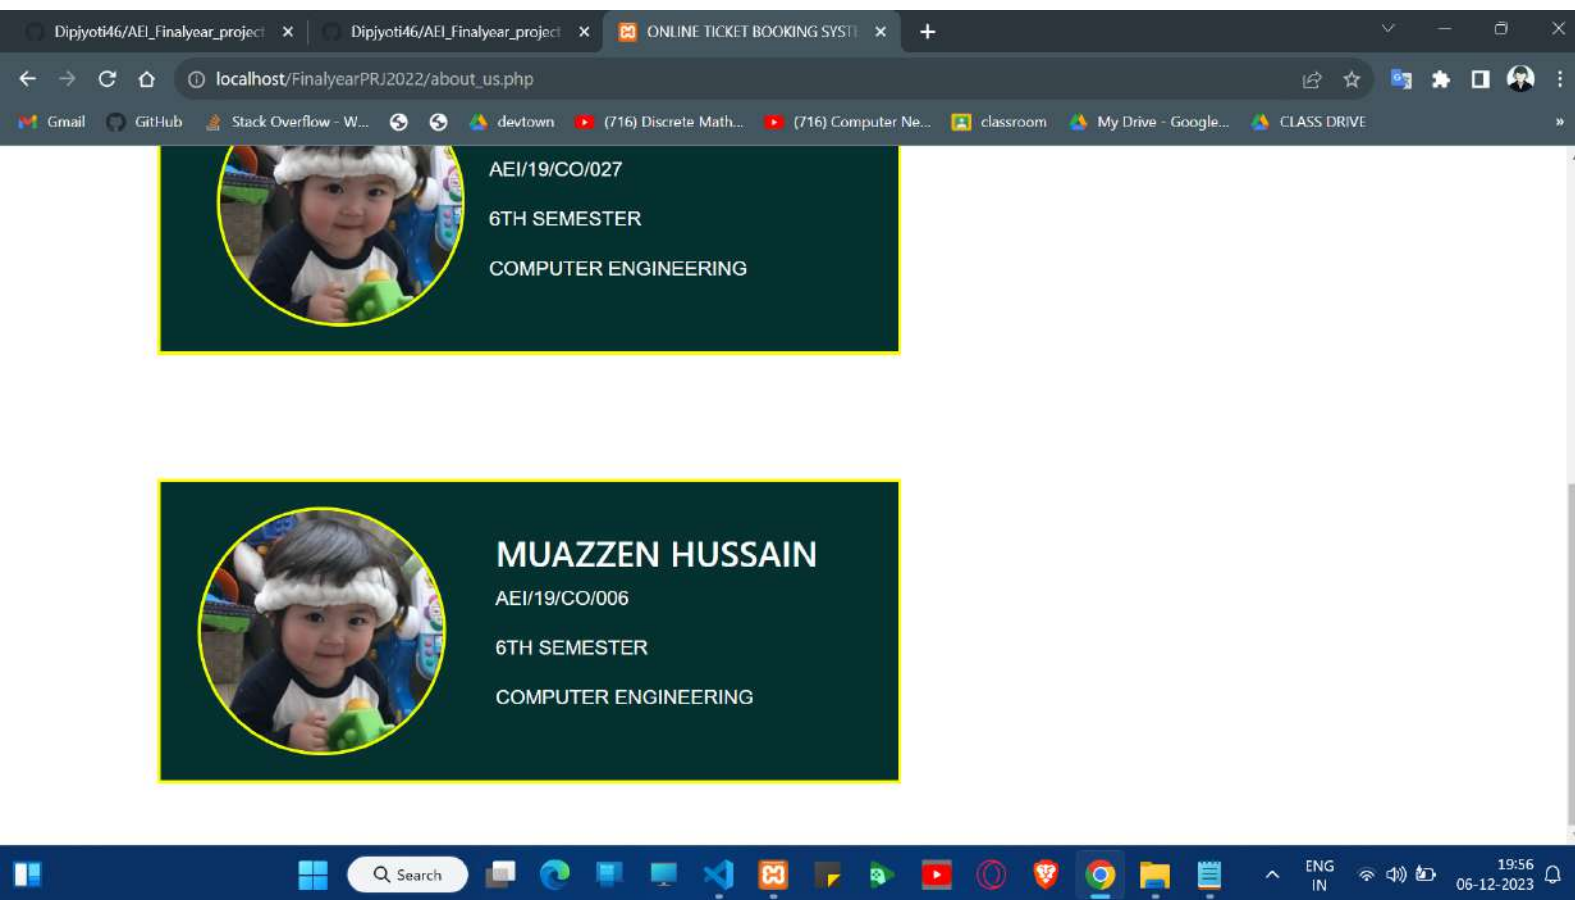 Dipjyoti46/AEI_Finalyear_project
Dipjyoti46/AEI_Finalyear_project
ONLINE TICKET BOOKING SYST
localhost/FinalyearPRJ2022/about_us.php
Gmail
GitHub
Stack Overflow - W...
devtown
(716) Discrete Math...
(716) Computer Ne...
classroom
My Drive - Google...
CLASS DRIVE
»
AEI/19/CO/027
6TH SEMESTER
COMPUTER ENGINEERING
MUAZZEN HUSSAIN
AEI/19/CO/006
6TH SEMESTER
COMPUTER ENGINEERING
Search
ENG
IN
19:56
06-12-2023